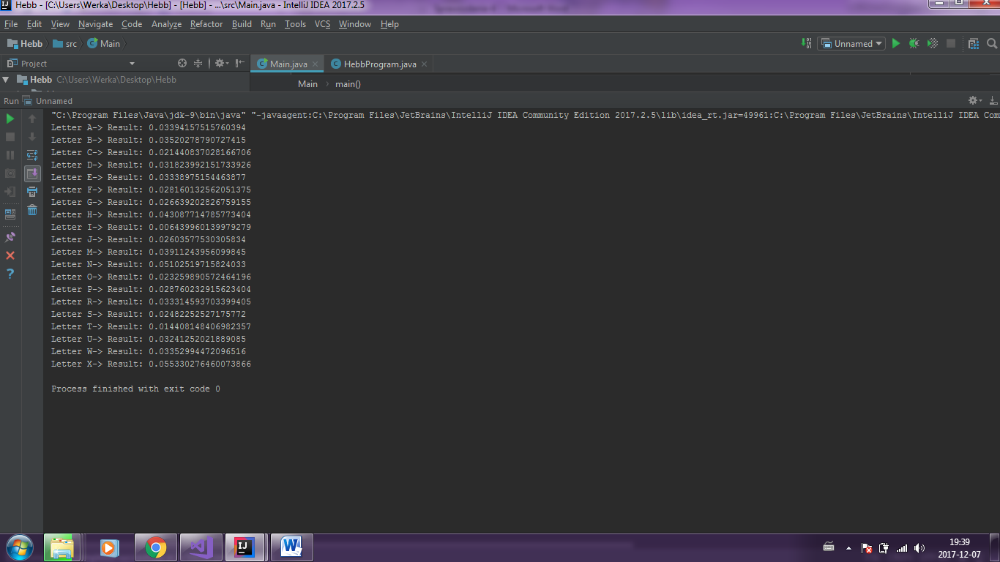 Hebb - [C:\Users\Werka\Desktop\Hebb] - [Hebb] - ...\src\Main.java - IntelliJ IDEA 2017.2.5
File Edit View Navigate Code Analyze Refactor Build Run Tools VCS Window Help
Hebb src Main Unnamed
Project Main.java HebbProgram.java
Hebb C:\Users\Werka\Desktop\Hebb Main main()
Run Unnamed
"C:\Program Files\Java\jdk-9\bin\java" "-javaagent:C:\Program Files\JetBrains\IntelliJ IDEA Community Edition 2017.2.5\lib\idea_rt.jar=49961:C:\Program Files\JetBrains\IntelliJ IDEA Com
Letter A-> Result: 0.03394157515760394
Letter B-> Result: 0.03520278790727415
Letter C-> Result: 0.021440837028166706
Letter D-> Result: 0.031823992151733926
Letter E-> Result: 0.03338975154463877
Letter F-> Result: 0.028160132562051375
Letter G-> Result: 0.026639202826759155
Letter H-> Result: 0.043087714785773404
Letter I-> Result: 0.006439960139979279
Letter J-> Result: 0.02603577530305834
Letter M-> Result: 0.03911243956099845
Letter N-> Result: 0.05102519715824033
Letter O-> Result: 0.023259890572464196
Letter P-> Result: 0.028760232915623404
Letter R-> Result: 0.033314593703399405
Letter S-> Result: 0.02482252527175772
Letter T-> Result: 0.014408148406982357
Letter U-> Result: 0.03241252021889085
Letter W-> Result: 0.03352994472096516
Letter X-> Result: 0.055330276460073866
Process finished with exit code 0
19:39
2017-12-07